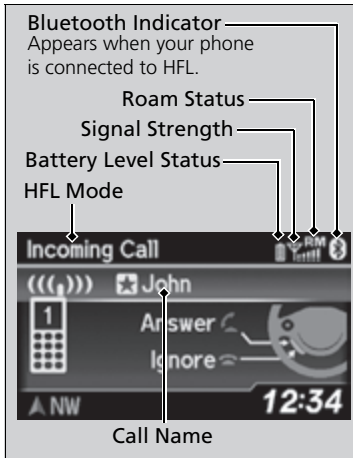 Bluetooth Indicator
Appears when your phone
is connected to HFL.
Roam Status
Signal Strength
Battery Level Status
HFL Mode
Incoming Call
RM
John
1
Answer
Ignore
NW
12:34
Call Name